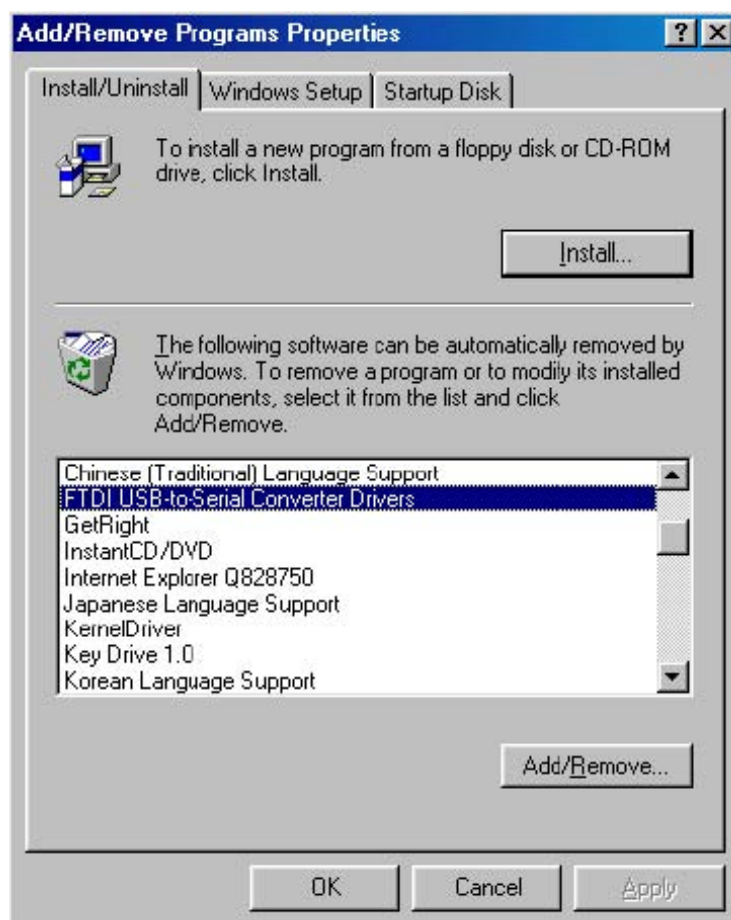 Add/Remove Programs Properties
Install/Uninstall Windows Setup Startup Disk
To install a new program from a floppy disk or CD-ROM
drive, click Install.
Install...
The following software can be automatically removed by
Windows. To remove a program or to modify its installed
components, select it from the list and click
Add/Remove.
Chinese (Traditional) Language Support
FTDI USB-to-Serial Converter Drivers
GetRight
InstantCD/DVD
Internet Explorer Q828750
Japanese Language Support
KernelDriver
Key Drive 1.0
Korean Language Support
Add/Remove...
OK Cancel Apply